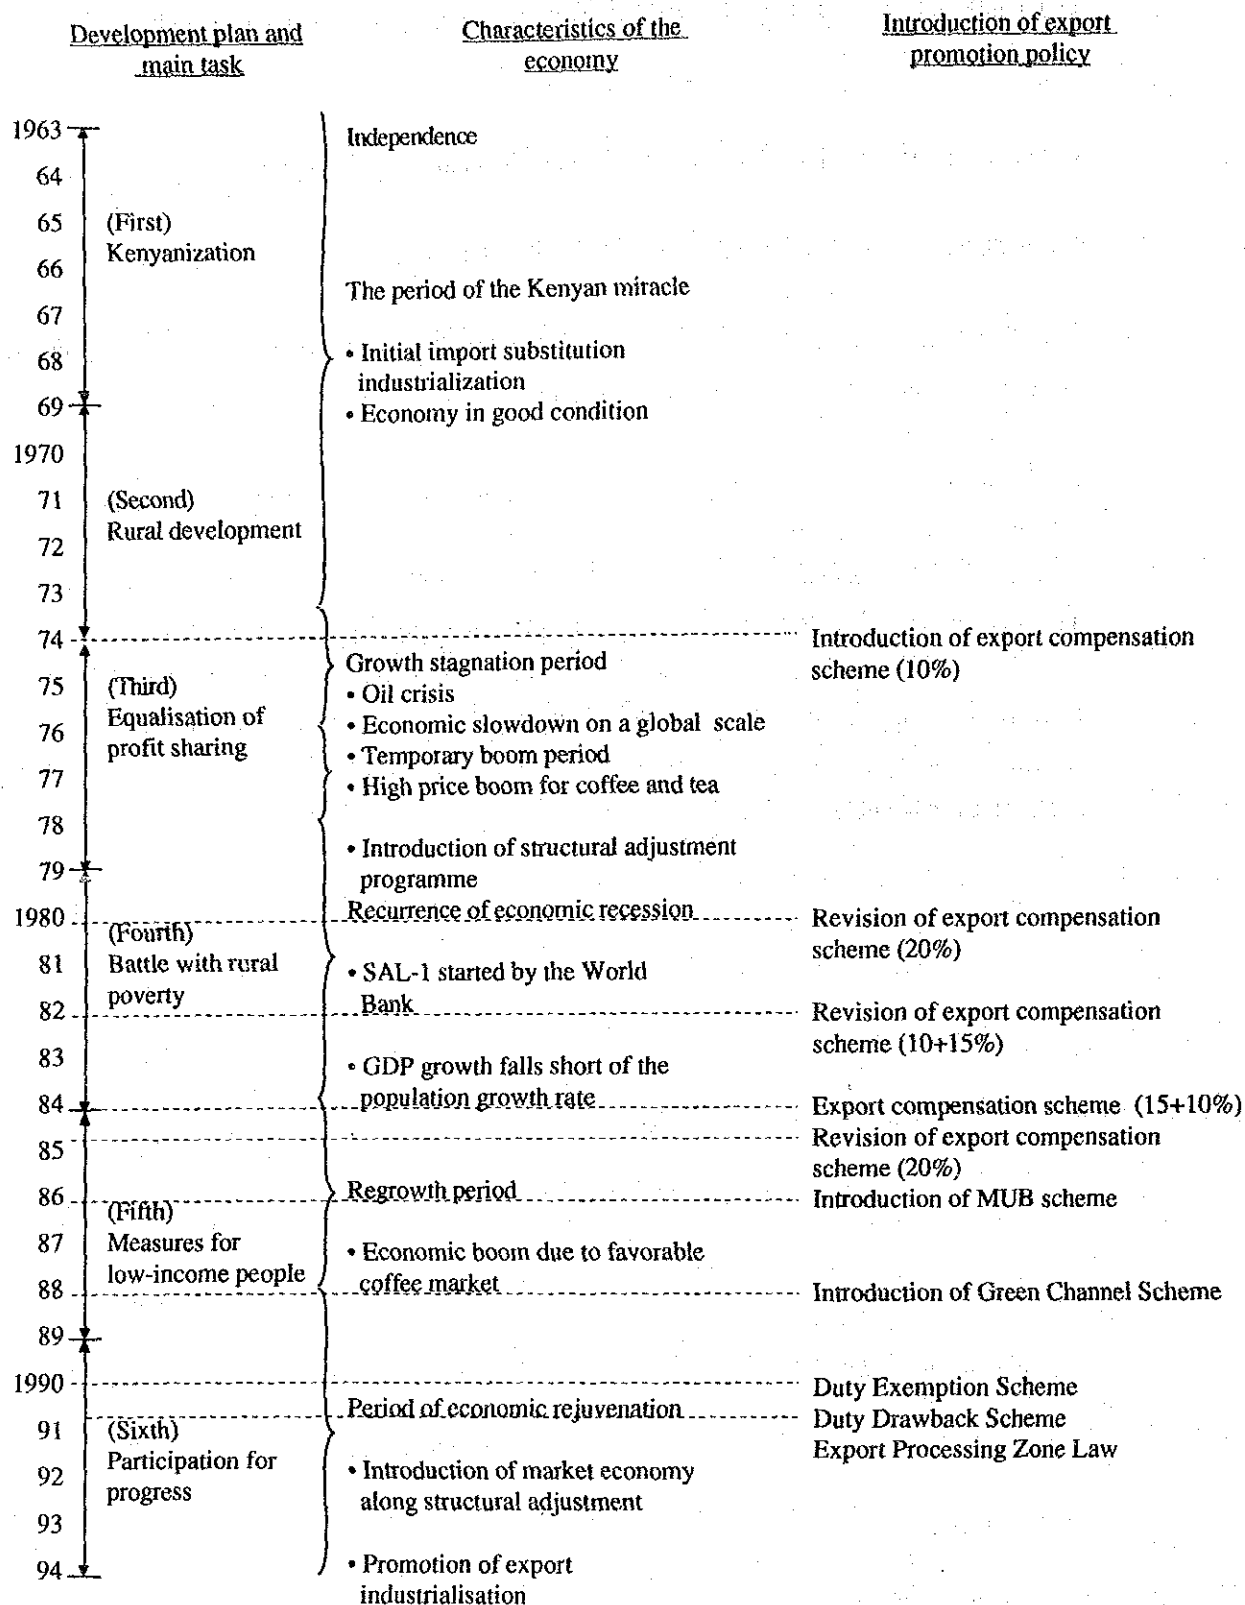 Development plan and
main task
Characteristics of the
economy
Introduction of export
promotion policy
1963
64
65
66
67
68
69
1970
71
72
73
74
75
76
77
78
79
1980
81
82
83
84
85
86
87
88
89
1990
91
92
93
94
(First)
Kenyanization
(Second)
Rural development
(Third)
Equalisation of
profit sharing
(Fourth)
Battle with rural
poverty
(Fifth)
Measures for
low-income people
(Sixth)
Participation for
progress
Independence
The period of the Kenyan miracle
• Initial import substitution
industrialization
• Economy in good condition
Growth stagnation period
• Oil crisis
• Economic slowdown on a global scale
• Temporary boom period
• High price boom for coffee and tea
• Introduction of structural adjustment
programme
Recurrence of economic recession
• SAL-1 started by the World
Bank
• GDP growth falls short of the
population growth rate
Regrowth period
• Economic boom due to favorable
coffee market
Period of economic rejuvenation
• Introduction of market economy
along structural adjustment
• Promotion of export
industrialisation
Introduction of export compensation
scheme (10%)
Revision of export compensation
scheme (20%)
Revision of export compensation
scheme (10+15%)
Export compensation scheme (15+10%)
Revision of export compensation
scheme (20%)
Introduction of MUB scheme
Introduction of Green Channel Scheme
Duty Exemption Scheme
Duty Drawback Scheme
Export Processing Zone Law